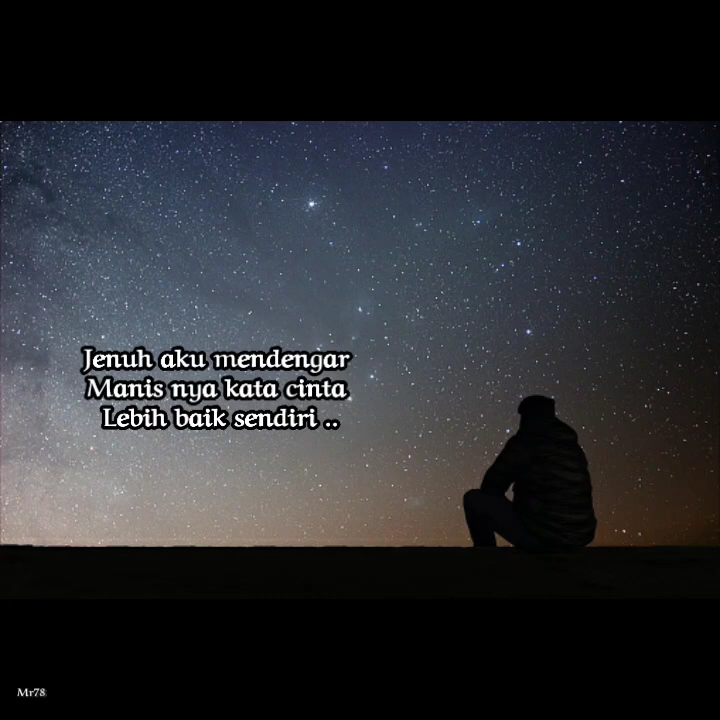 Jenuh aku mendengar
Manis nya kata cinta
Lebih baik sendiri ..
Mr78